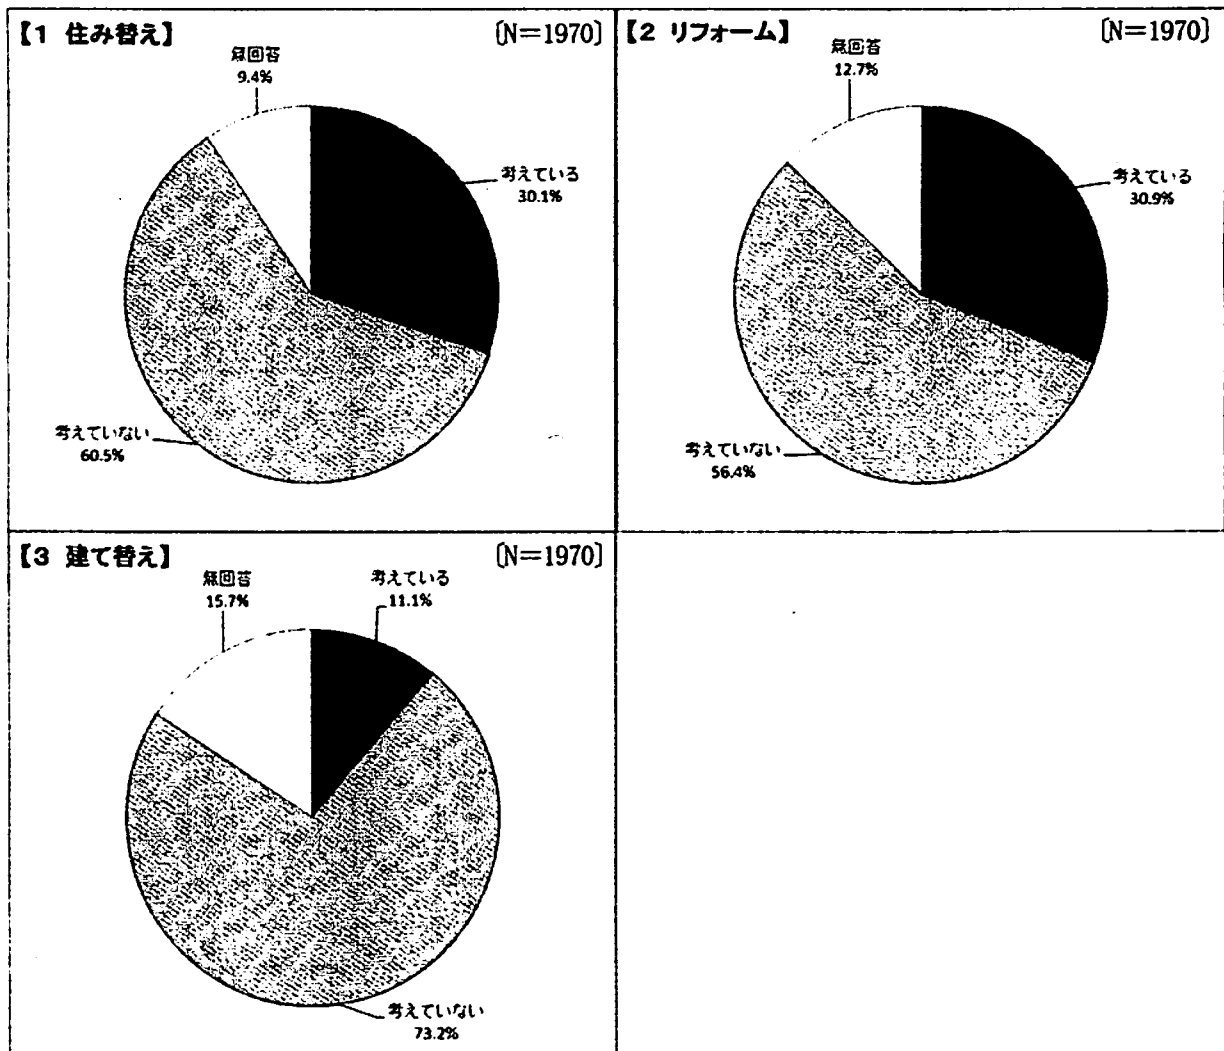 【1 住み替え】 〔N＝1970〕
無回答
9.4%
考えている
30.1%
考えていない
60.5%
【2 リフォーム】 〔N＝1970〕
無回答
12.7%
考えている
30.9%
考えていない
56.4%
【3 建て替え】 〔N＝1970〕
無回答
15.7%
考えている
11.1%
考えていない
73.2%